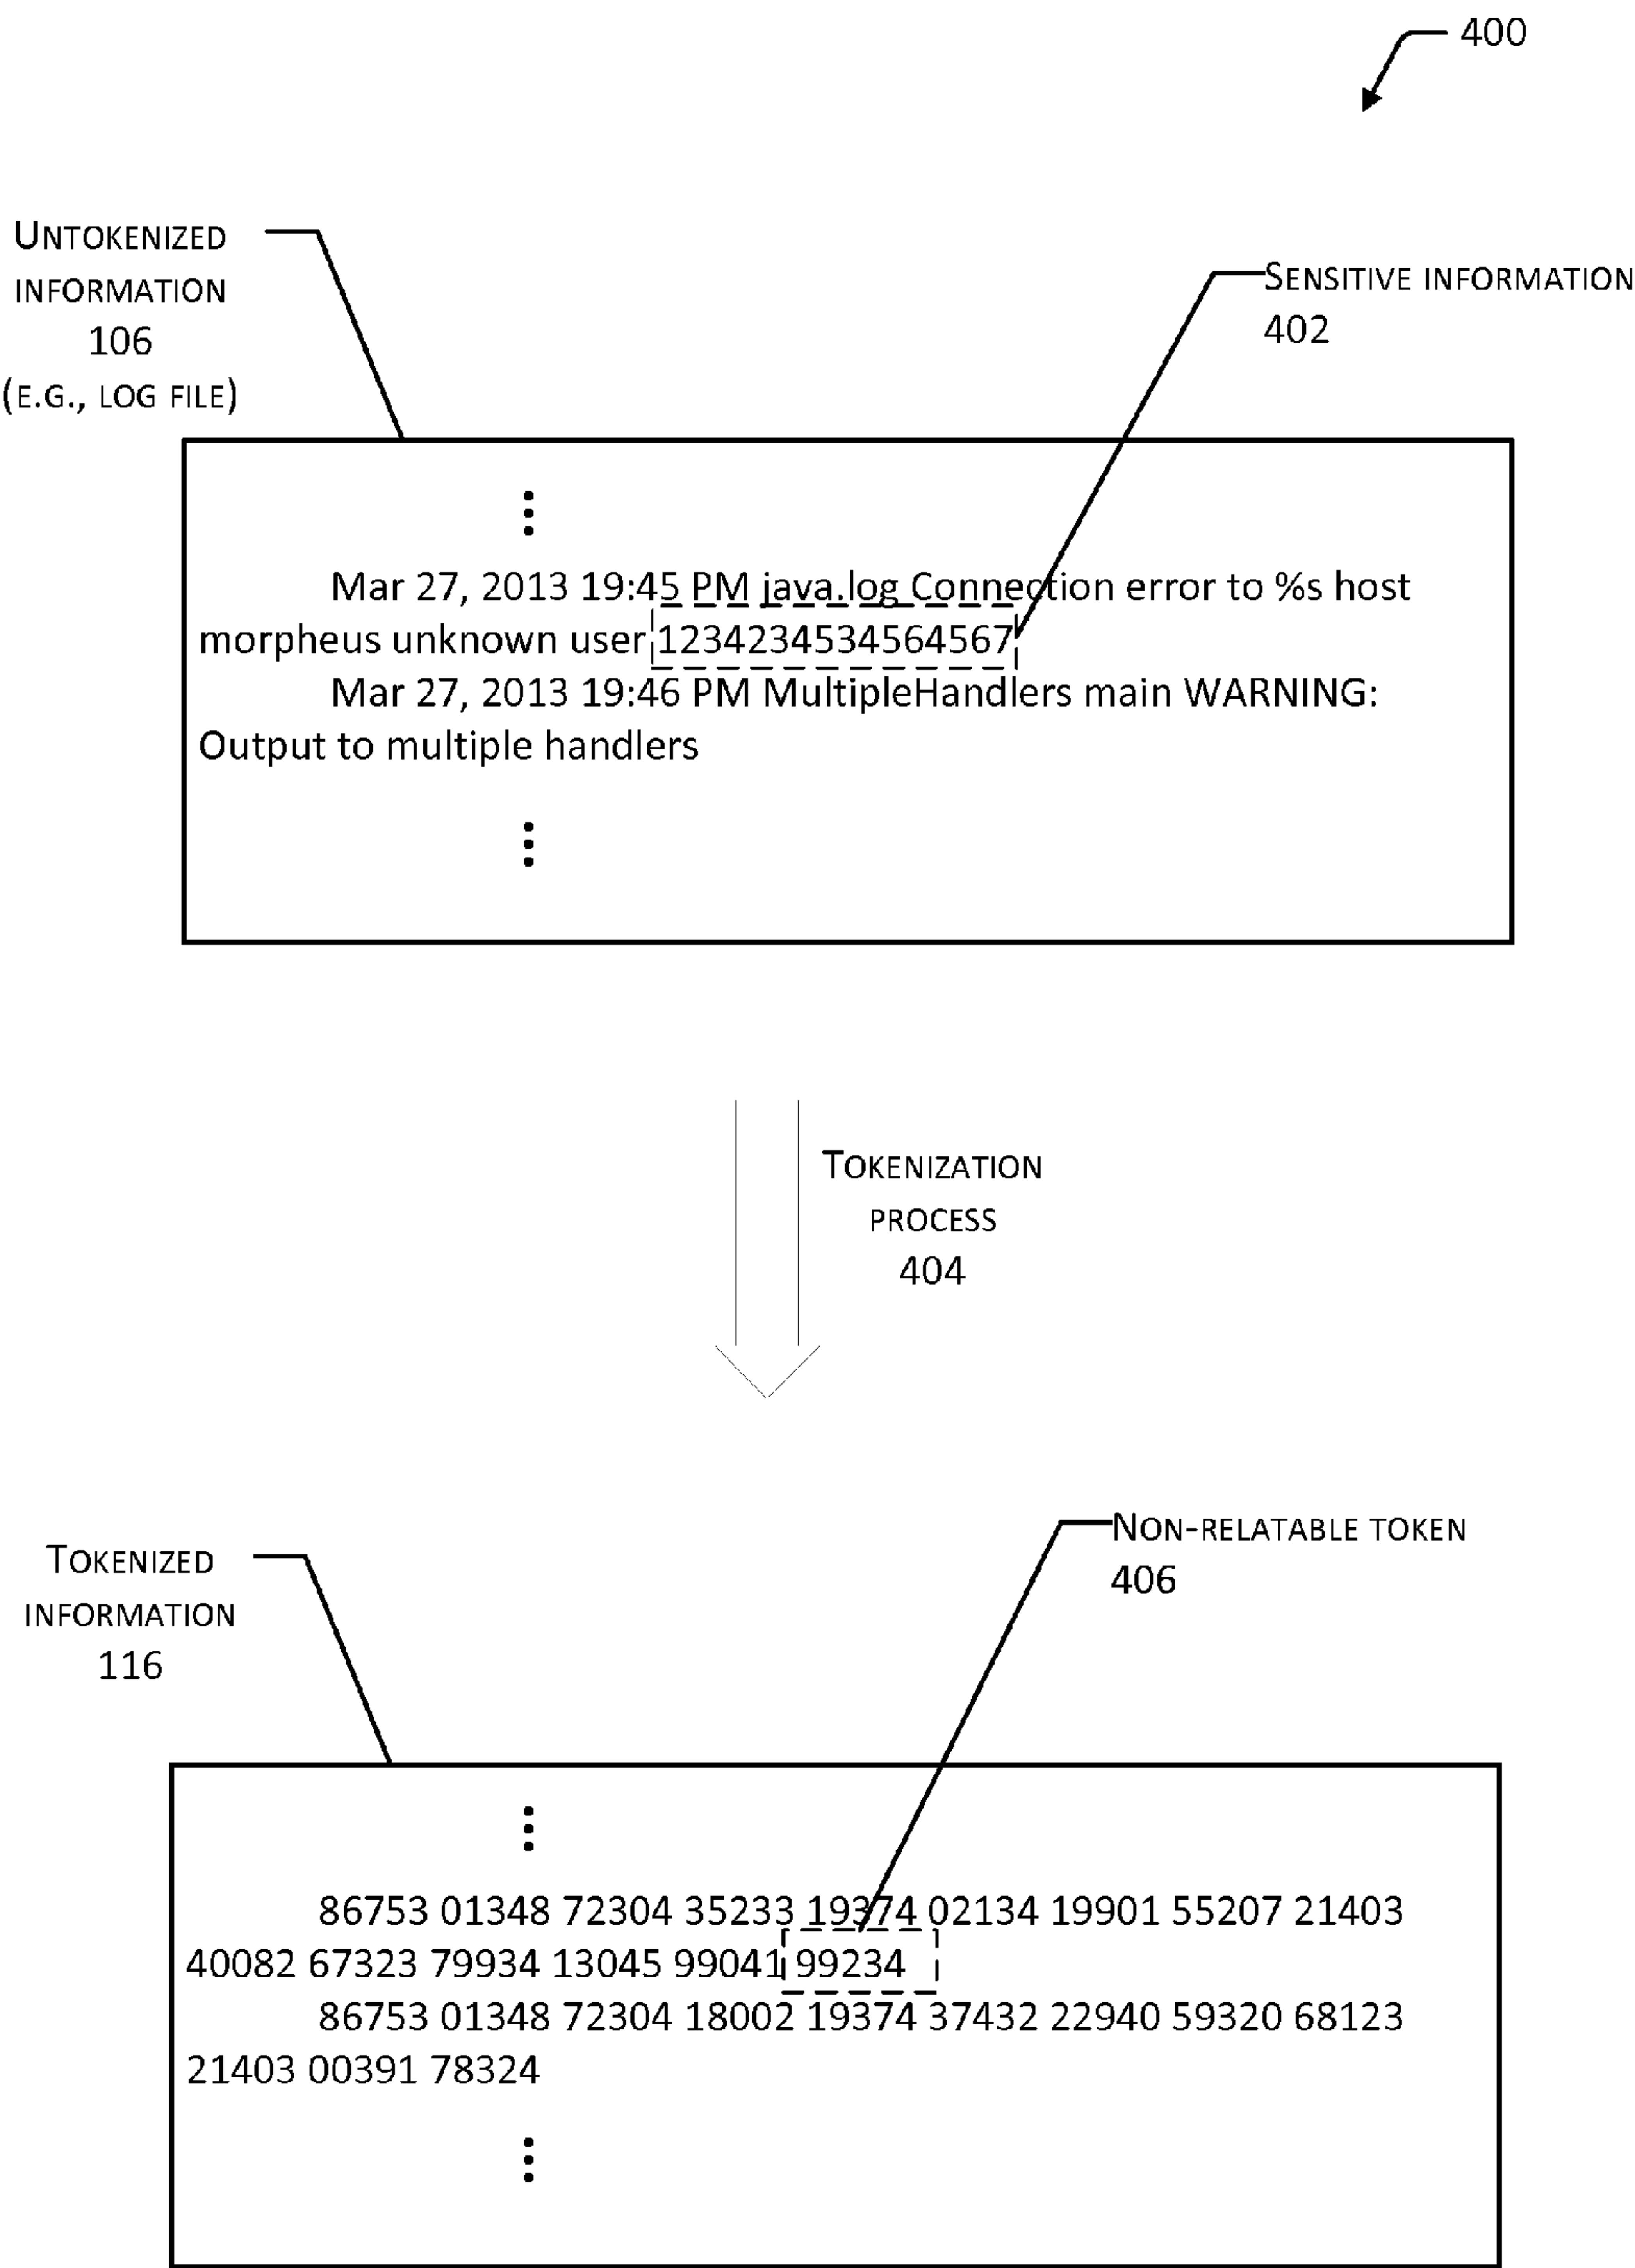 400
UNTOKENIZED
INFORMATION
106
(E.G., LOG FILE)
SENSITIVE INFORMATION
402
Mar 27, 2013 19:45 PM java.log Connection error to %s host
morpheus unknown user 1234234534564567
Mar 27, 2013 19:46 PM MultipleHandlers main WARNING:
Output to multiple handlers
TOKENIZATION
PROCESS
404
TOKENIZED
INFORMATION
116
NON-RELATABLE TOKEN
406
86753 01348 72304 35233 19374 02134 19901 55207 21403
40082 67323 79934 13045 99041 99234
86753 01348 72304 18002 19374 37432 22940 59320 68123
21403 00391 78324